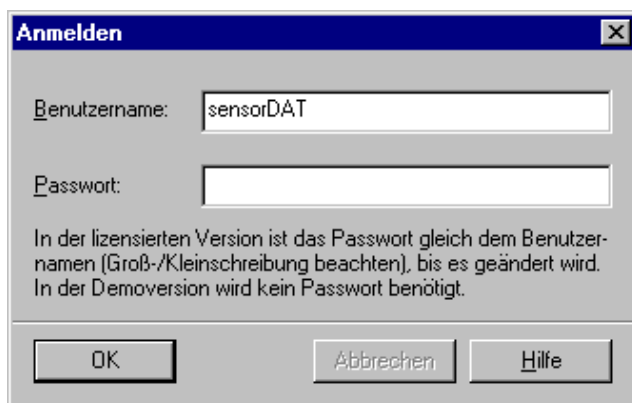 Anmelden
Benutzername:
sensorDAT
Passwort:
In der lizensierten Version ist das Passwort gleich dem Benutzer-
namen (Groß-/Kleinschreibung beachten), bis es geändert wird.
In der Demoversion wird kein Passwort benötigt.
OK
Abbrechen
Hilfe